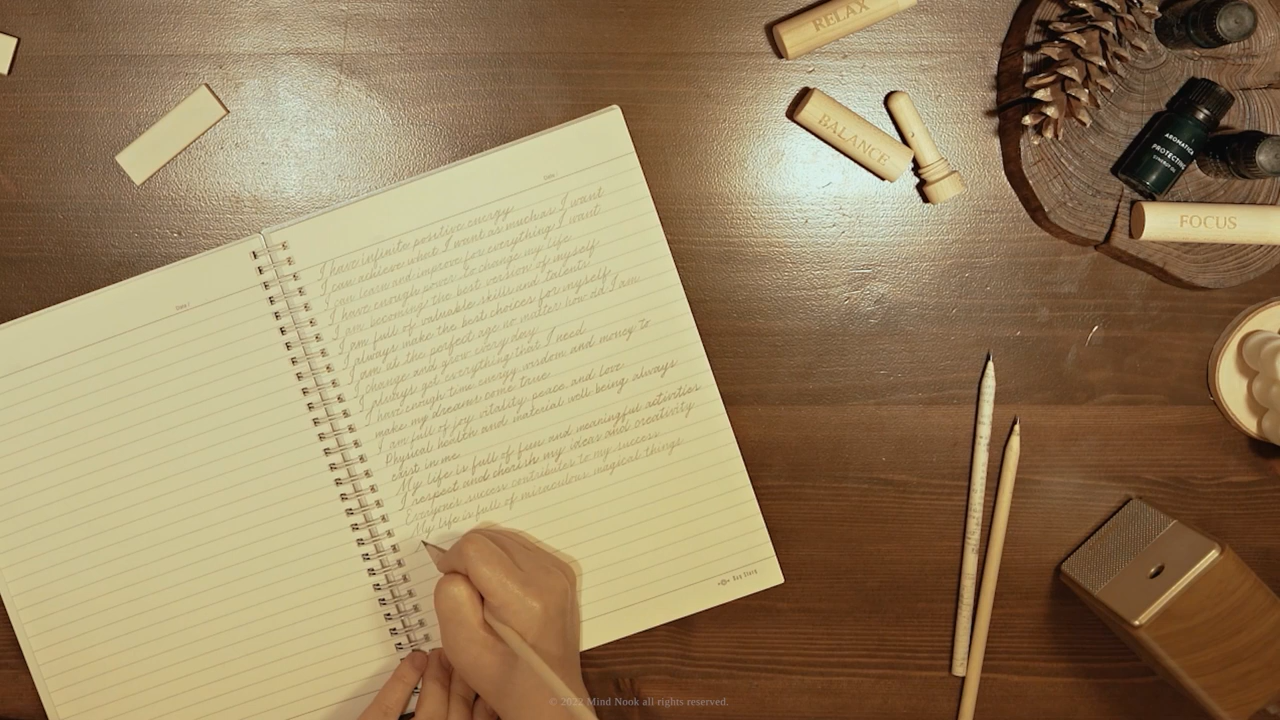 RELAX
BALANCE
AROMATICA
PROTECTING
SYNERGY OIL
FOCUS
Date /
Date /
I have infinite positive energy
I can achieve what I want as much as I want
I can learn and improve for everything I want
I have enough power to change my life
I am becoming the best version of myself
I am full of valuable skills and talents
I always make the best choices for myself
I am at the perfect age no matter how old I am
I change and grow every day
I always get everything that I need
I have enough time, energy, wisdom and money to
make my dreams come true
I am full of joy, vitality, peace, and love
Physical health and material well-being always
exist in me
My life is full of fun and meaningful activities
I respect and cherish my ideas and creativity
Everyone's success contributes to my success
My life is full of miraculous magical things
© 2022 Mind Nook all rights reserved.